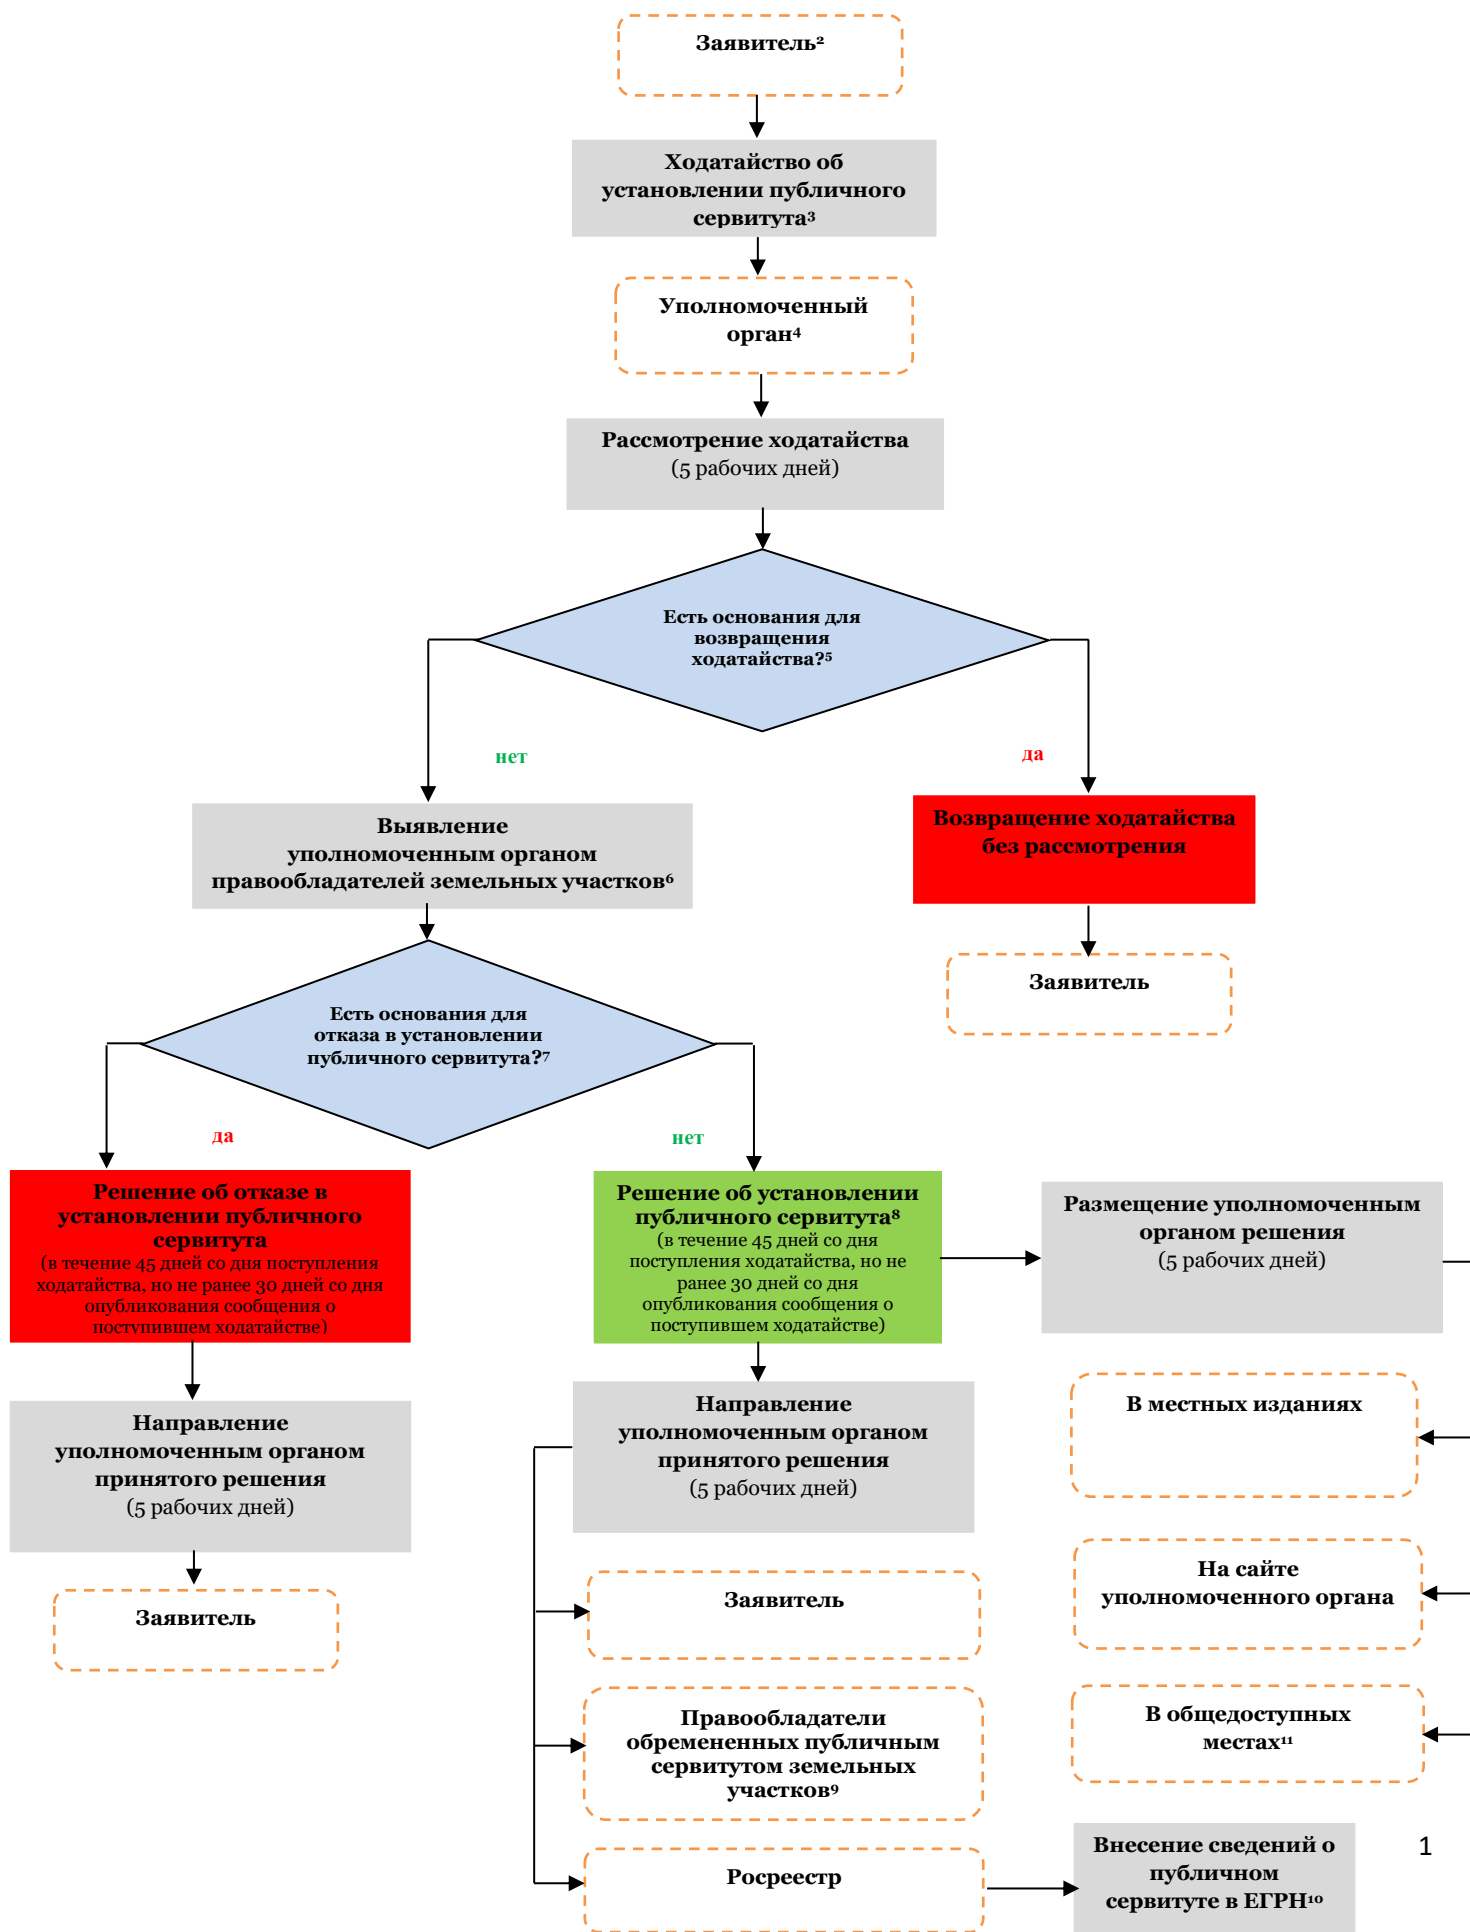 Заявитель²
Ходатайство об
установлении публичного
сервитута³
Уполномоченный
орган⁴
Рассмотрение ходатайства
(5 рабочих дней)
Есть основания для
возвращения
ходатайства?⁵
нет
да
Выявление
уполномоченным органом
правообладателей земельных участков⁶
Возвращение ходатайства
без рассмотрения
Заявитель
Есть основания для
отказа в установлении
публичного сервитута?⁷
да
нет
Решение об отказе в
установлении публичного
сервитута
(в течение 45 дней со дня поступления
ходатайства, но не ранее 30 дней со дня
опубликования сообщения о
поступившем ходатайстве)
Решение об установлении
публичного сервитута⁸
(в течение 45 дней со дня
поступления ходатайства, но не
ранее 30 дней со дня
опубликования сообщения о
поступившем ходатайстве)
Размещение уполномоченным
органом решения
(5 рабочих дней)
Направление
уполномоченным органом
принятого решения
(5 рабочих дней)
Направление
уполномоченным органом
принятого решения
(5 рабочих дней)
В местных изданиях
На сайте
уполномоченного органа
Заявитель
Заявитель
Правообладатели
обремененных публичным
сервитутом земельных
участков⁹
В общедоступных
местах¹¹
Росреестр
Внесение сведений о
публичном
сервитуте в ЕГРН¹⁰
1